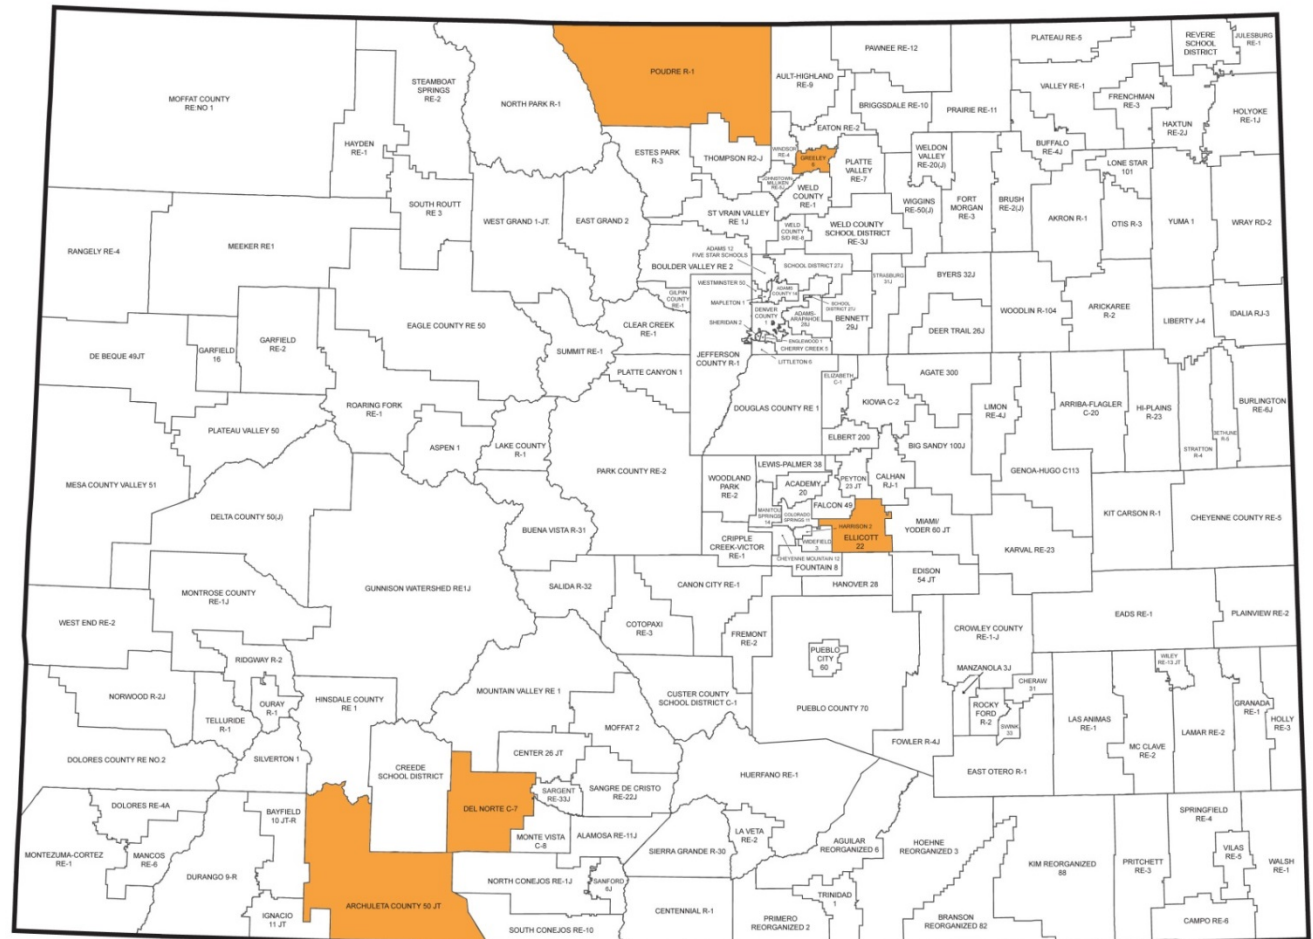 PLATEAU RE-5
REVERE
SCHOOL
DISTRICT
JULESBURG
RE-1
PAWNEE RE-12
POUDRE R-1
AULT-HIGHLAND
RE-9
STEAMBOAT
SPRINGS
RE-2
MOFFAT COUNTY
RE:NO 1
NORTH PARK R-1
VALLEY RE-1
FRENCHMAN
RE-3
BRIGGSDALE RE-10
PRAIRIE RE-11
HOLYOKE
RE-1J
HAXTUN
RE-2J
EATON RE-2
HAYDEN
RE-1
ESTES PARK
R-3
THOMPSON R2-J
WINDSOR
RE-4
GREELEY
6
PLATTE
VALLEY
RE-7
WELDON
VALLEY
RE-20(J)
BUFFALO
RE-4J
LONE STAR
101
JOHNSTOWN-
MILLIKEN
RE-5J
WELD
COUNTY
RE-1
WIGGINS
RE-50(J)
FORT
MORGAN
RE-3
BRUSH
RE-2(J)
AKRON R-1
OTIS R-3
YUMA 1
WRAY RD-2
SOUTH ROUTT
RE 3
WEST GRAND 1-JT.
EAST GRAND 2
ST VRAIN VALLEY
RE 1J
WELD
COUNTY
S/D RE-8
WELD COUNTY
SCHOOL DISTRICT
RE-3J
RANGELY RE-4
MEEKER RE1
ADAMS 12
FIVE STAR SCHOOLS
BOULDER VALLEY RE 2
SCHOOL DISTRICT 27J
STRASBURG
31J
BYERS 32J
WESTMINSTER 50
ADAMS
COUNTY 14
GILPIN
COUNTY
RE-1
MAPLETON 1
SCHOOL
DISTRICT 27J
DENVER
COUNTY
1
ADAMS-
ARAPAHOE
28J
BENNETT
29J
WOODLIN R-104
ARICKAREE
R-2
LIBERTY J-4
IDALIA RJ-3
EAGLE COUNTY RE 50
CLEAR CREEK
RE-1
SHERIDAN 2
ENGLEWOOD 1
CHERRY CREEK 5
DEER TRAIL 26J
DE BEQUE 49JT
GARFIELD
16
GARFIELD
RE-2
SUMMIT RE-1
JEFFERSON
COUNTY R-1
LITTLETON 6
PLATTE CANYON 1
ELIZABETH
C-1
AGATE 300
ROARING FORK
RE-1
DOUGLAS COUNTY RE 1
KIOWA C-2
LIMON
RE-4J
ARRIBA-FLAGLER
C-20
HI-PLAINS
R-23
BURLINGTON
RE-6J
BETHUNE
R-5
STRATTON
R-4
PLATEAU VALLEY 50
ASPEN 1
LAKE COUNTY
R-1
ELBERT 200
BIG SANDY 100J
MESA COUNTY VALLEY 51
PARK COUNTY RE-2
WOODLAND
PARK
RE-2
LEWIS-PALMER 38
ACADEMY
20
PEYTON
23 JT
CALHAN
RJ-1
GENOA-HUGO C113
DELTA COUNTY 50(J)
BUENA VISTA R-31
MANITOU
SPRINGS
14
COLORADO
SPRINGS 11
FALCON 49
HARRISON 2
MIAMI/
YODER 60 JT
KIT CARSON R-1
CHEYENNE COUNTY RE-5
CRIPPLE
CREEK-VICTOR
RE-1
WIDEFIELD
3
ELLICOTT
22
KARVAL RE-23
CHEYENNE MOUNTAIN 12
FOUNTAIN 8
EDISON
54 JT
MONTROSE COUNTY
RE-1J
GUNNISON WATERSHED RE1J
SALIDA R-32
CANON CITY RE-1
HANOVER 28
WEST END RE-2
COTOPAXI
RE-3
FREMONT
RE-2
PUEBLO
CITY
60
CROWLEY COUNTY
RE-1-J
EADS RE-1
PLAINVIEW RE-2
RIDGWAY R-2
MANZANOLA 3J
CHERAW
31
WILEY
RE-13 JT
NORWOOD R-2J
OURAY
R-1
TELLURIDE
R-1
HINSDALE COUNTY
RE 1
MOUNTAIN VALLEY RE 1
CUSTER COUNTY
SCHOOL DISTRICT C-1
PUEBLO COUNTY 70
ROCKY
FORD
R-2
SWINK
33
LAS ANIMAS
RE-1
MC CLAVE
RE-2
LAMAR RE-2
GRANADA
RE-1
HOLLY
RE-3
MOFFAT 2
FOWLER R-4J
DOLORES COUNTY RE NO.2
SILVERTON 1
CREEDE
SCHOOL DISTRICT
CENTER 26 JT
EAST OTERO R-1
HUERFANO RE-1
DEL NORTE C-7
SARGENT
RE-33J
SANGRE DE CRISTO
RE-22J
DOLORES RE-4A
BAYFIELD
10 JT-R
MONTE VISTA
C-8
ALAMOSA RE-11J
LA VETA
RE-2
AGUILAR
REORGANIZED 6
HOEHNE
REORGANIZED 3
SPRINGFIELD
RE-4
MONTEZUMA-CORTEZ
RE-1
MANCOS
RE-6
DURANGO 9-R
SIERRA GRANDE R-30
KIM REORGANIZED
88
PRITCHETT
RE-3
VILAS
RE-5
WALSH
RE-1
NORTH CONEJOS RE-1J
SANFORD
6J
TRINIDAD
1
ARCHULETA COUNTY 50 JT
IGNACIO
11 JT
CENTENNIAL R-1
PRIMERO
REORGANIZED 2
BRANSON
REORGANIZED 82
CAMPO RE-6
SOUTH CONEJOS RE-10